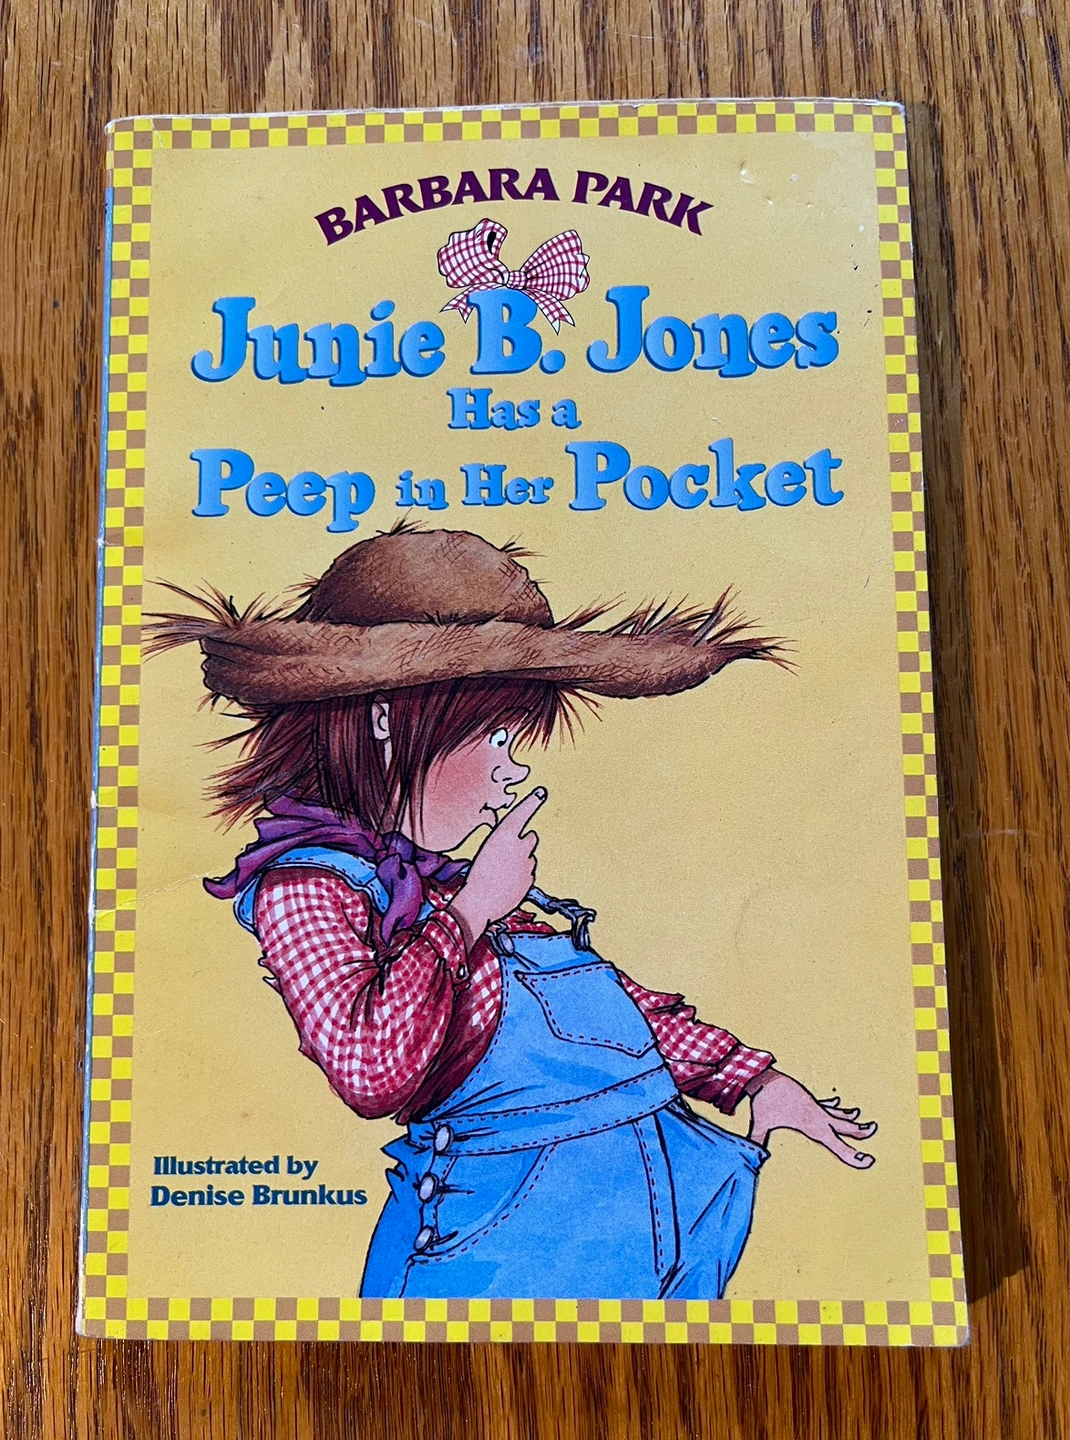 BARBARA PARK
Junie B. Jones
Has a
Peep in Her Pocket
Illustrated by
Denise Brunkus